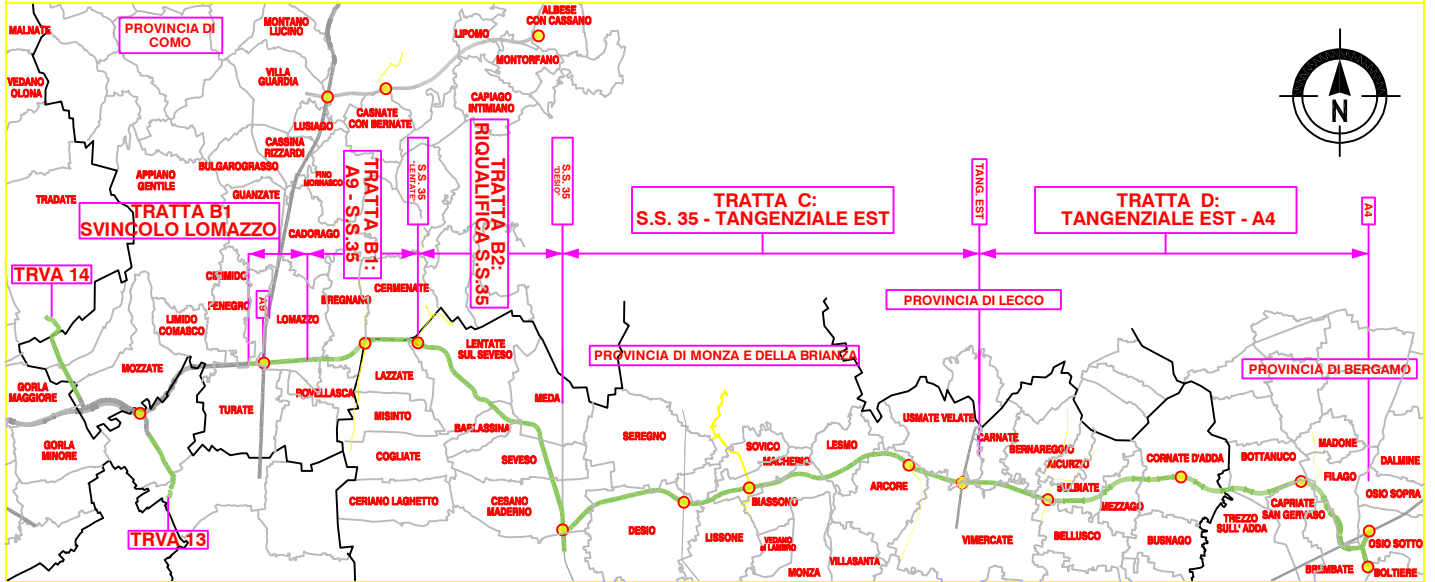 MALNATE
PROVINCIA DI
COMO
MONTANO
LUCINO
ALBESE
CON CASSANO
LIPOMO
MONTORFANO
N
VEDANO
OLONA
VILLA
GUARDIA
CAPIAGO
INTIMIANO
CASNATE
CON BERNATE
LUSIAGO
CASSINA
RIZZARDI
BULGAROGRASSO
APPIANO
GENTILE
FINO
MORNASCO
GUANZATE
TRADATE
TRATTA B1
SVINCOLO LOMAZZO
CADORAGO
TRATTA B1:
A9 - S.S.35
S.S. 35
"LENTATE"
TRATTA B2:
RIQUALIFICA S.S.35
S.S. 35
"DESIO"
TRATTA C:
S.S. 35 - TANGENZIALE EST
TANG. EST
TRATTA D:
TANGENZIALE EST - A4
A4
TRVA 14
CIRIMIDO
FENEGRO
A9
LOMAZZO
BREGNANO
CERMENATE
PROVINCIA DI LECCO
LIMIDO
COMASCO
LENTATE
SUL SEVESO
PROVINCIA DI MONZA E DELLA BRIANZA
PROVINCIA DI BERGAMO
MOZZATE
GORLA
MAGGIORE
LAZZATE
ROVELLASCA
TURATE
MISINTO
MEDA
BARLASSINA
SEREGNO
SOVICO
MACHERIO
LESMO
USMATE VELATE
CARNATE
BERNAREGGIO
AICURZIO
CORNATE D'ADDA
BOTTANUCO
MADONE
FILAGO
DALMINE
GORLA
MINORE
COGLIATE
SEVESO
CERIANO LAGHETTO
CESANO
MADERNO
BIASSONO
ARCORE
SULBIATE
MEZZAGO
CAPRIATE
SAN GERVASO
OSIO SOPRA
TRVA 13
DESIO
LISSONE
VEDANO
al LAMBRO
VILLASANTA
MONZA
VIMERCATE
BELLUSCO
BUSNAGO
TREZZO
SULL' ADDA
OSIO SOTTO
BREMBATE
BOLTIERE